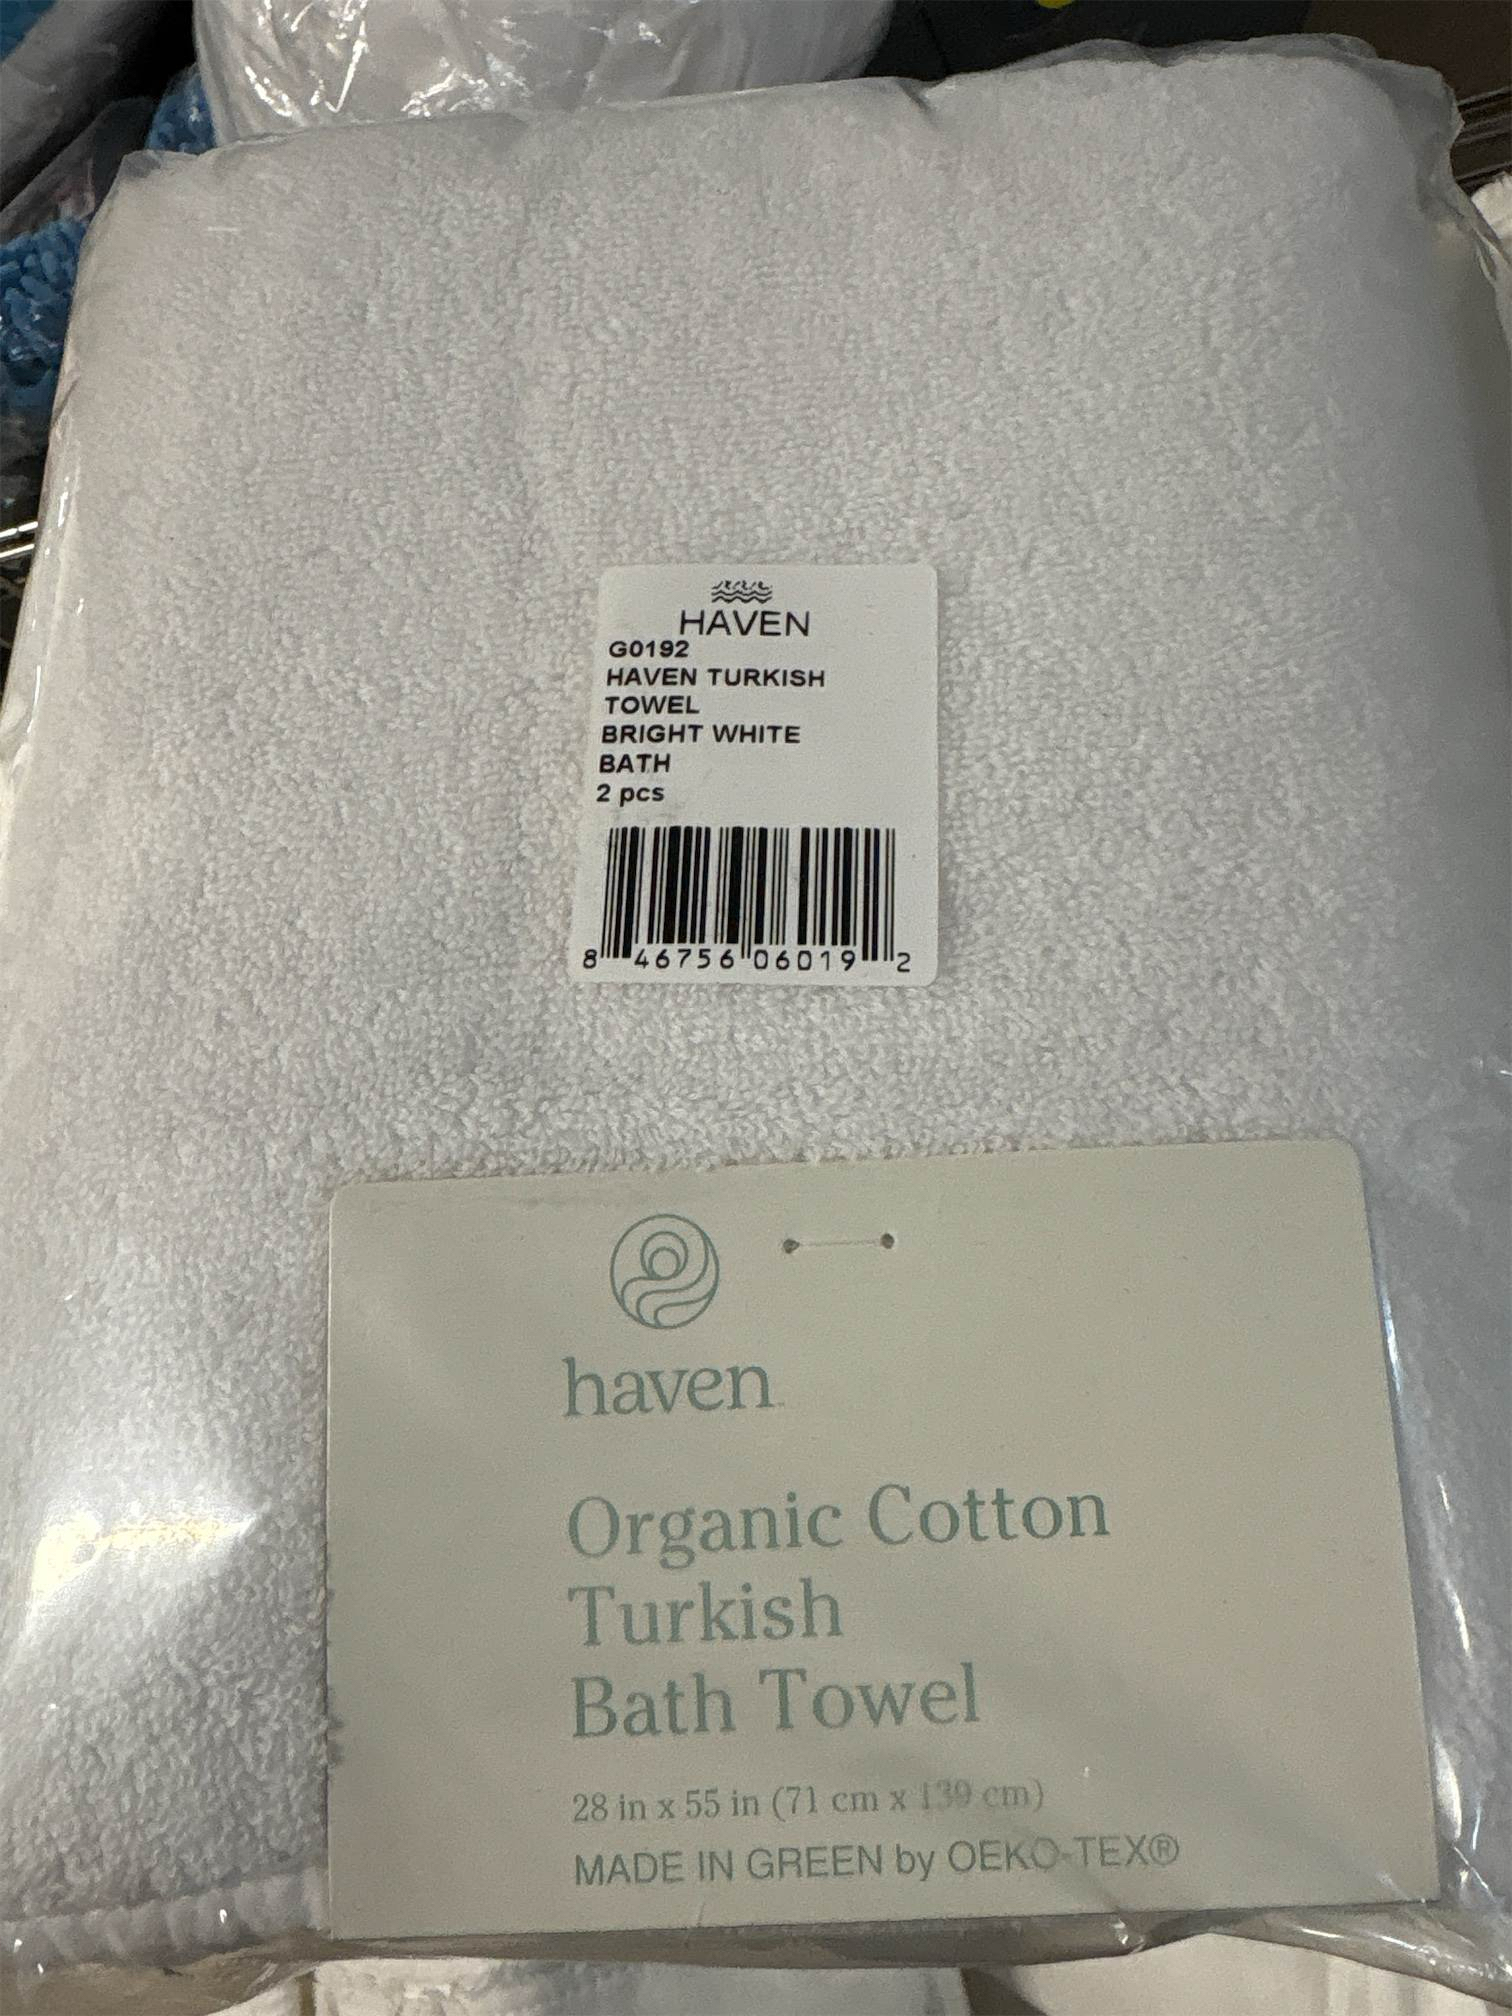 HAVEN
G0192
HAVEN TURKISH
TOWEL
BRIGHT WHITE
BATH
2 pcs
8 46756 06019 2
haven
Organic Cotton
Turkish
Bath Towel
28 in x 55 in (71 cm x 139 cm)
MADE IN GREEN by OEKO-TEX®